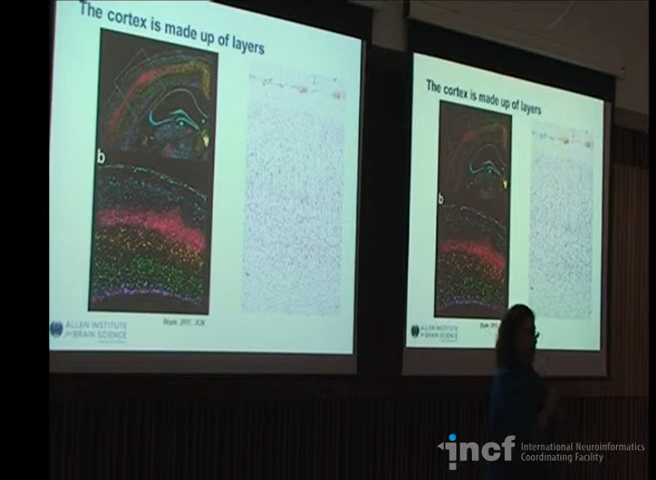 The cortex is made up of layers
b
ALLEN INSTITUTE
for BRAIN SCIENCE
The cortex is made up of layers
b
ALLEN INSTITUTE
for BRAIN SCIENCE
incf
International Neuroinformatics
Coordinating Facility